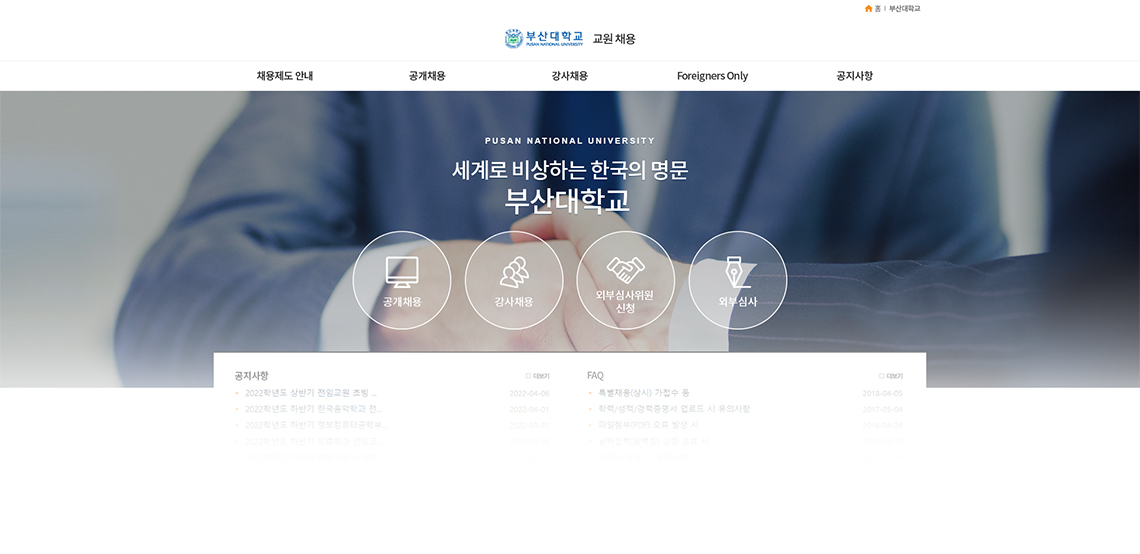 홈 | 부산대학교
부산대학교 교원 채용
PUSAN NATIONAL UNIVERSITY
채용제도 안내 공개채용 강사채용 Foreigners Only 공지사항
PUSAN NATIONAL UNIVERSITY
세계로 비상하는 한국의 명문
부산대학교
공개채용 강사채용 외부심사위원 신청 외부심사
공지사항 더보기
2022학년도 상반기 전임교원 초빙 ... 2022-04-06
2022학년도 하반기 한국음악학과 전... 2022-04-01
2022학년도 하반기 정보컴퓨터공학부...
FAQ 더보기
특별채용(상시) 가접수 등 2018-04-05
학력/성적/경력증명서 업로드 시 유의사항 2017-05-04
파일첨부(PDF) 오류 발생 시